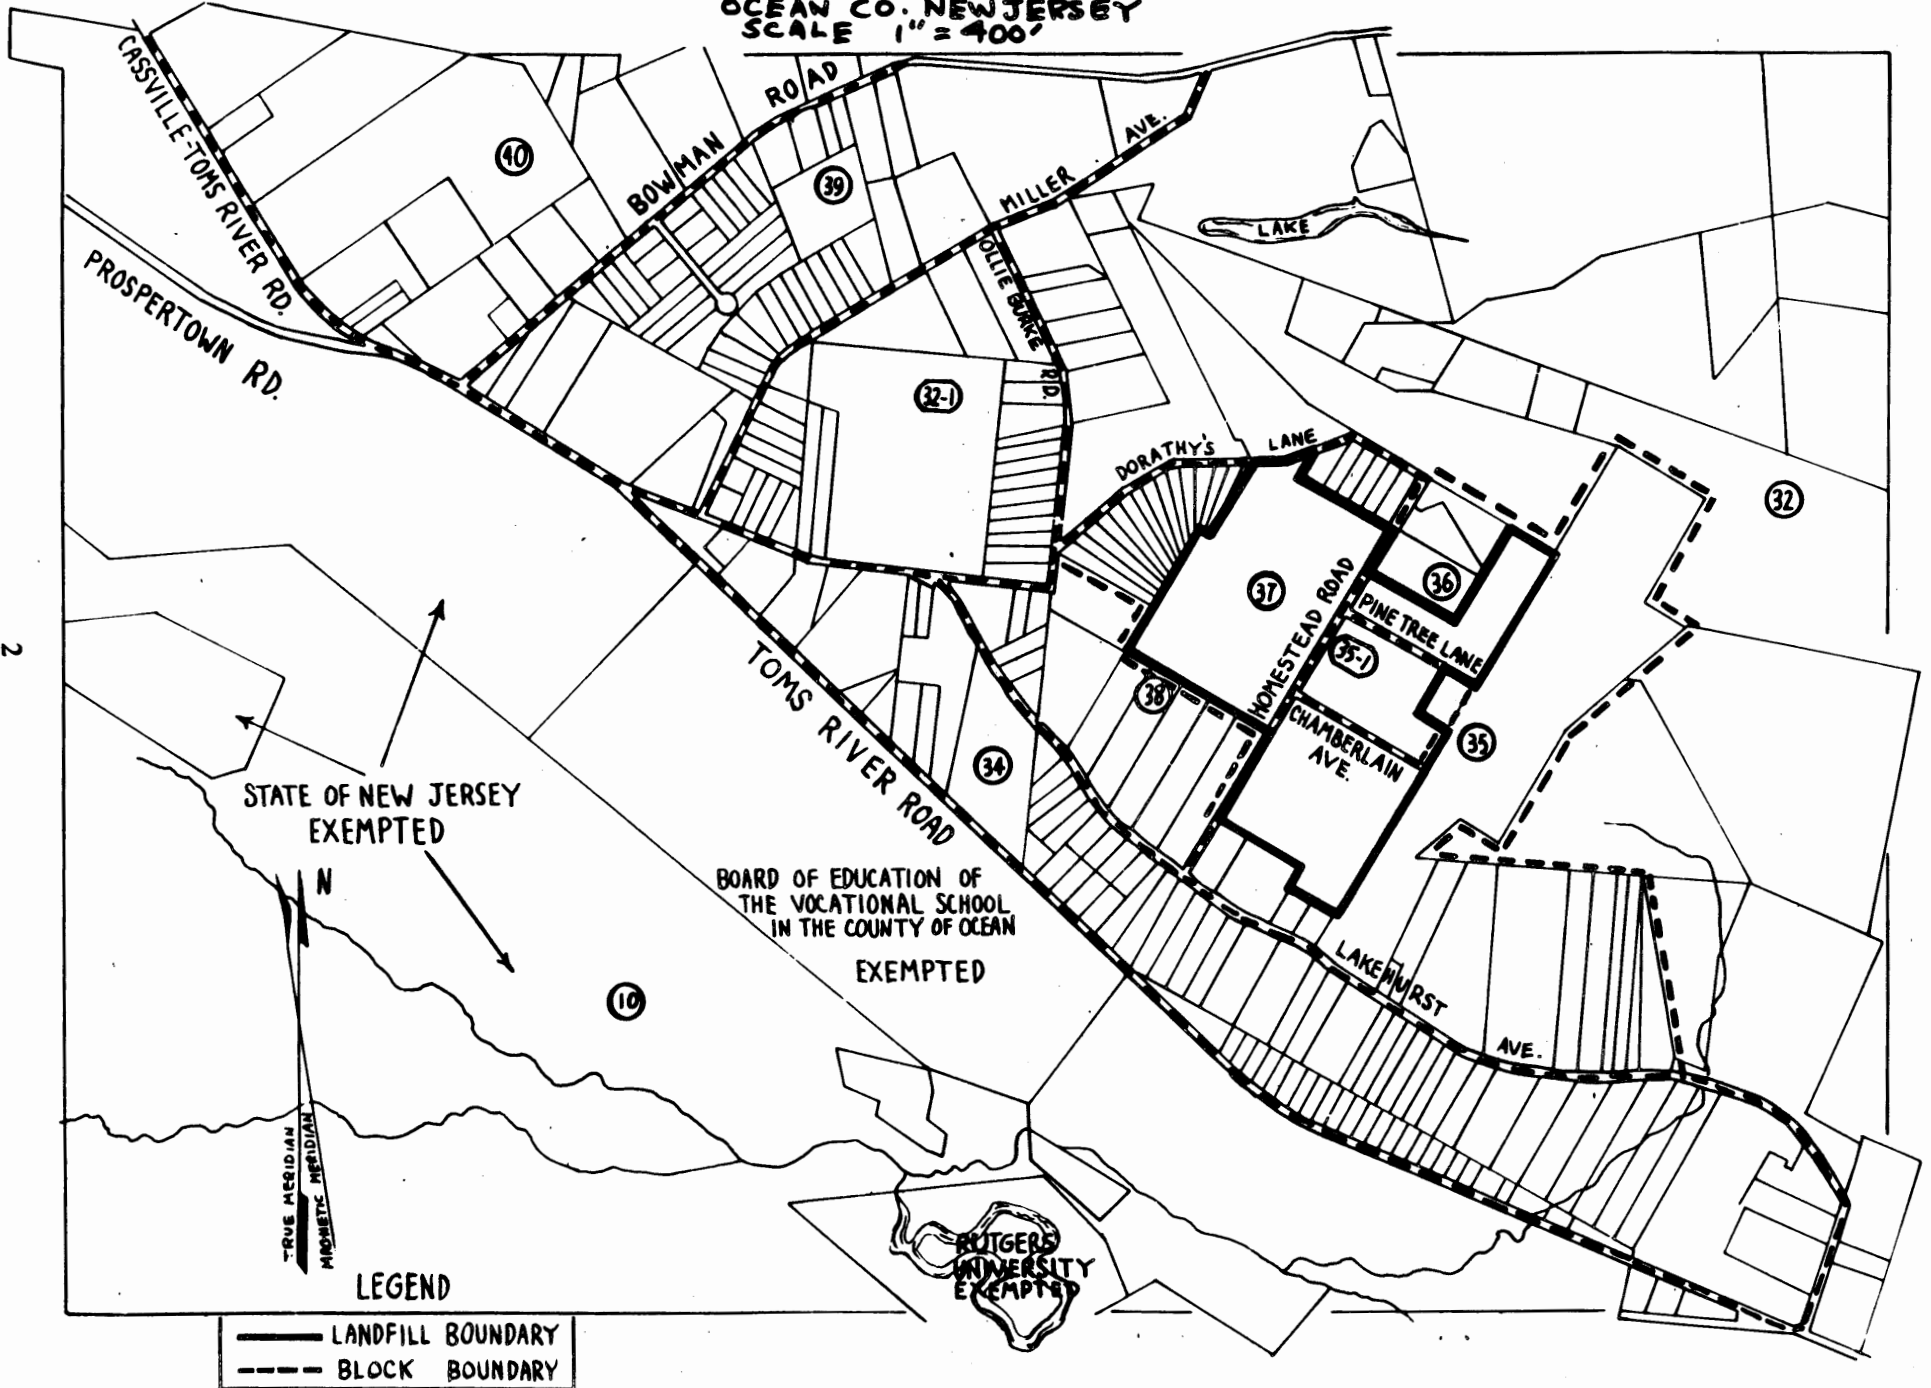 OCEAN CO. NEW JERSEY
SCALE 1" = 400'
CASSVILLE-TOMS RIVER RD.
PROSPERTOWN RD.
40
BOWMAN ROAD
39
MILLER AVE.
LAKE
OLLIE BURKE RD.
32-1
DORATHY'S LANE
32
37
HOMESTEAD ROAD
36
PINE TREE LANE
35-1
38
CHAMBERLAIN
AVE.
35
TOMS RIVER ROAD
34
2
STATE OF NEW JERSEY
EXEMPTED
N
TRUE MERIDIAN
MAGNETIC MERIDIAN
BOARD OF EDUCATION OF
THE VOCATIONAL SCHOOL
IN THE COUNTY OF OCEAN
EXEMPTED
10
LAKEHURST AVE.
RUTGERS
UNIVERSITY
EXEMPTED
LEGEND
LANDFILL BOUNDARY
BLOCK BOUNDARY